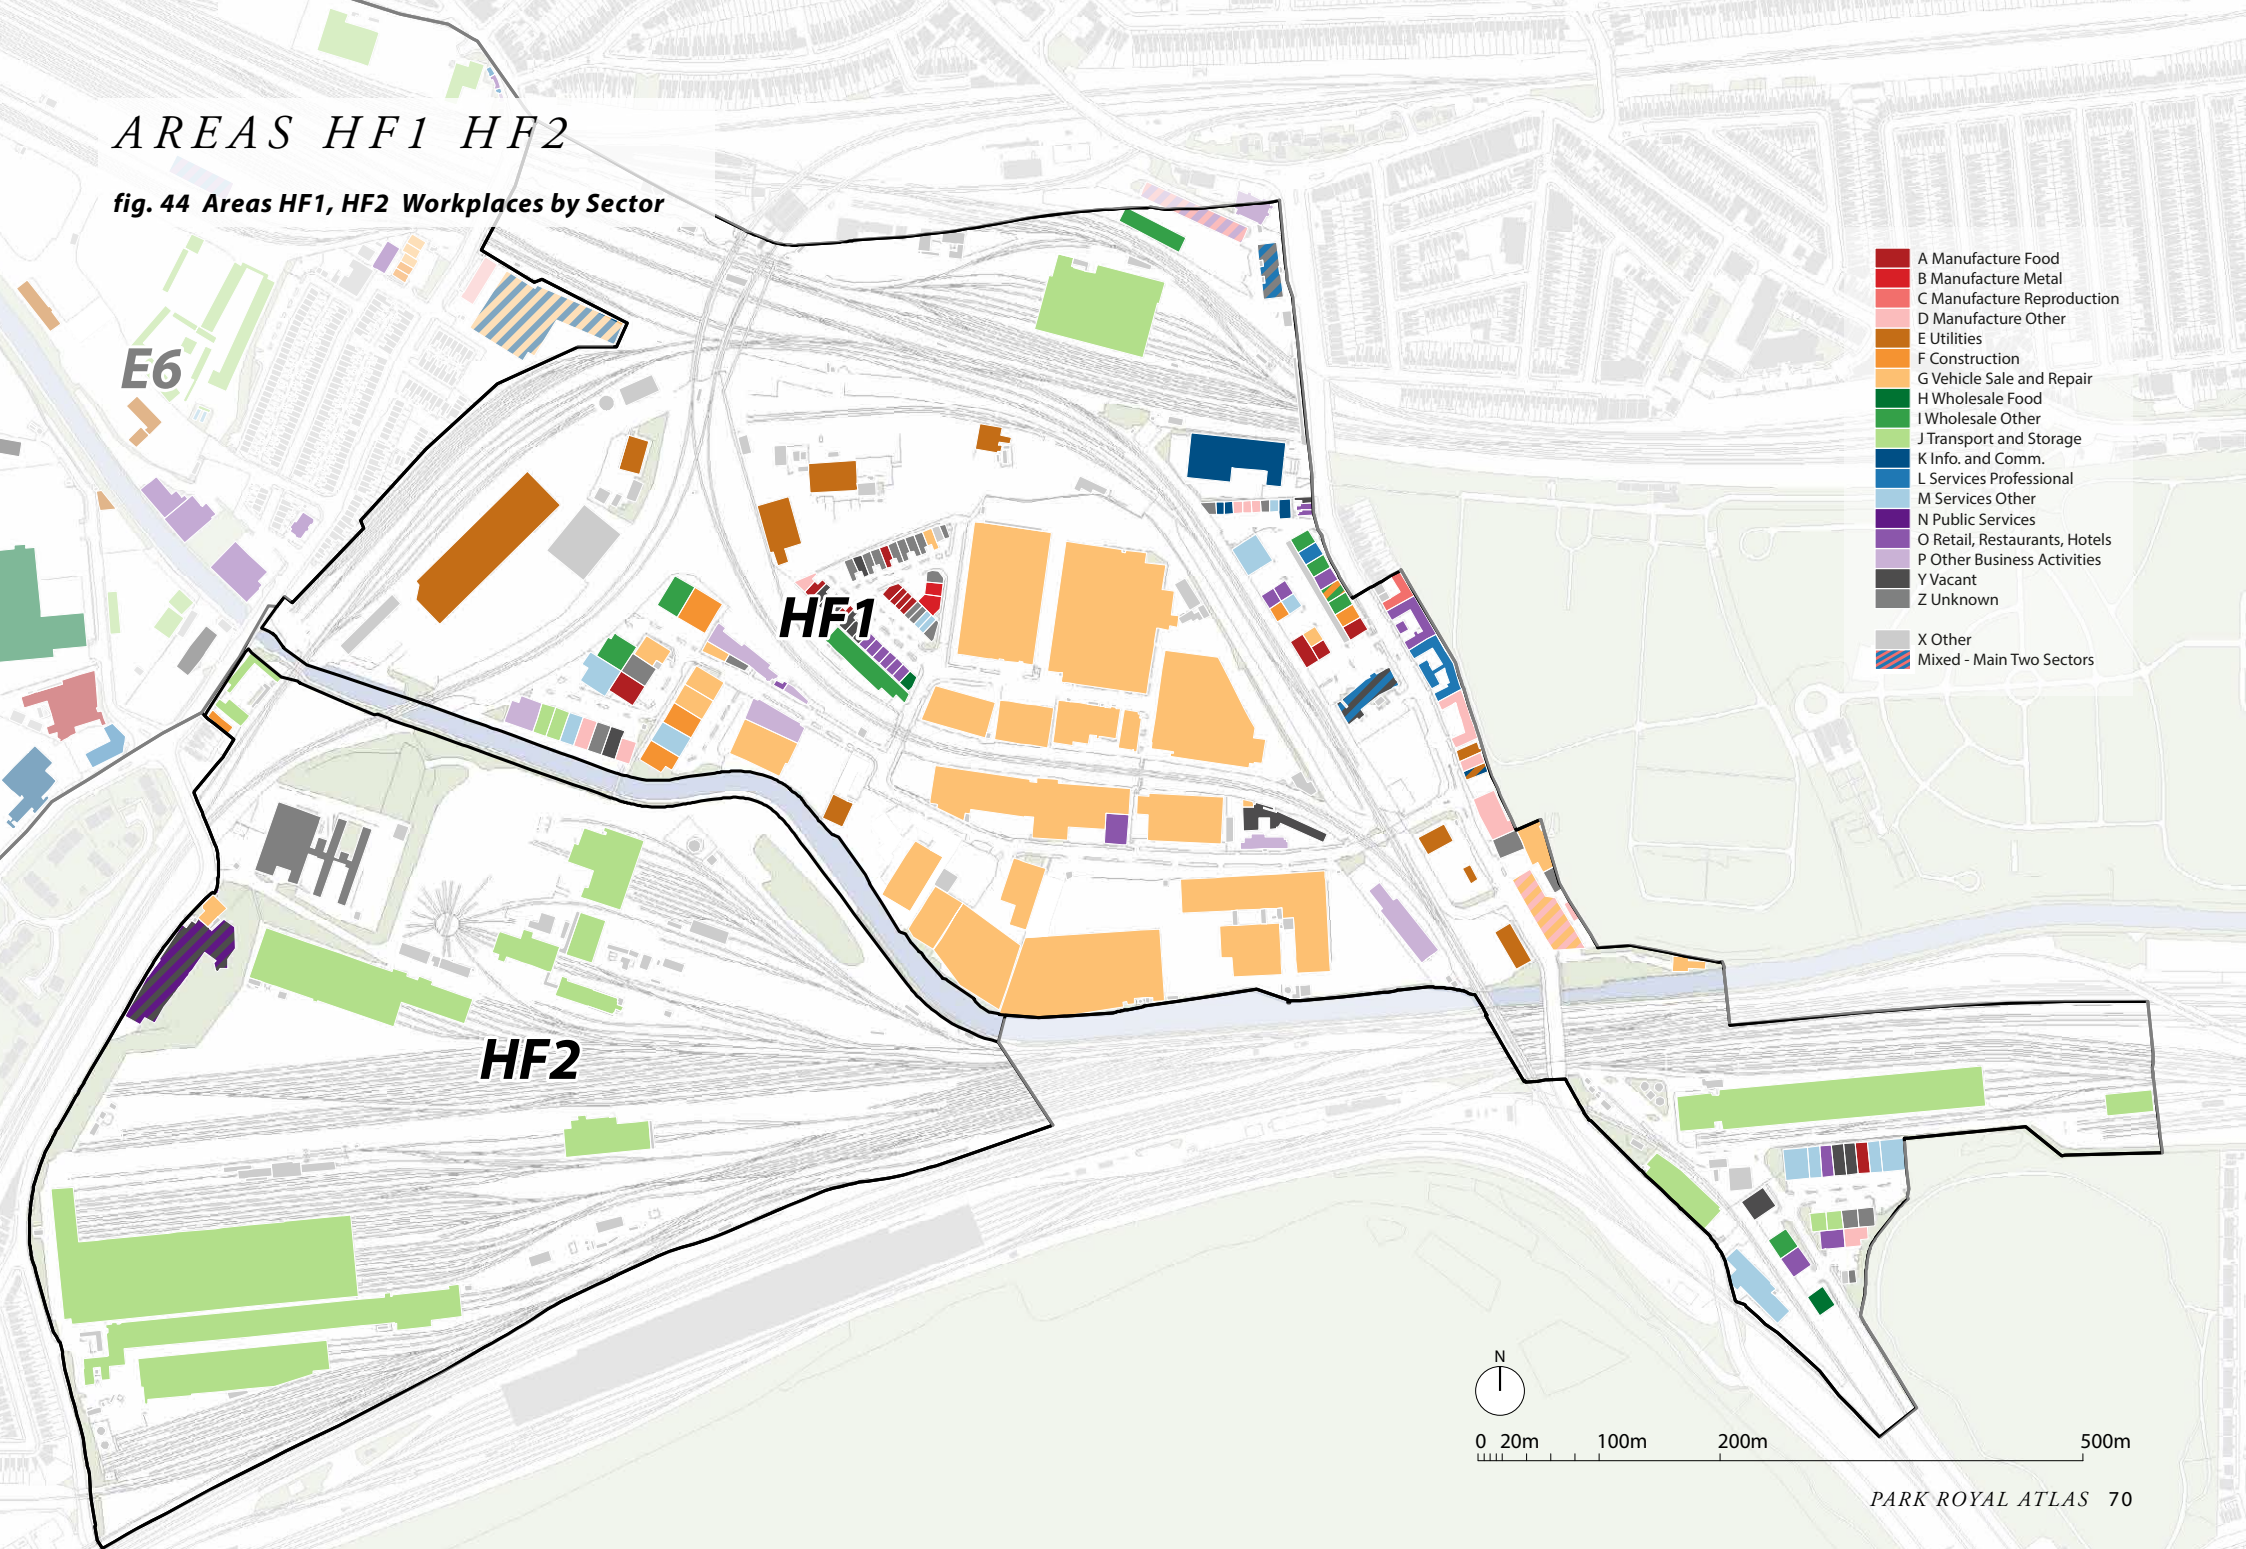 AREAS HF1 HF2
fig. 44 Areas HF1, HF2 Workplaces by Sector
E6
HF1
HF2
A Manufacture Food
B Manufacture Metal
C Manufacture Reproduction
D Manufacture Other
E Utilities
F Construction
G Vehicle Sale and Repair
H Wholesale Food
I Wholesale Other
J Transport and Storage
K Info. and Comm.
L Services Professional
M Services Other
N Public Services
O Retail, Restaurants, Hotels
P Other Business Activities
Y Vacant
Z Unknown
X Other
Mixed - Main Two Sectors
N
0 20m 100m 200m 500m
PARK ROYAL ATLAS 70